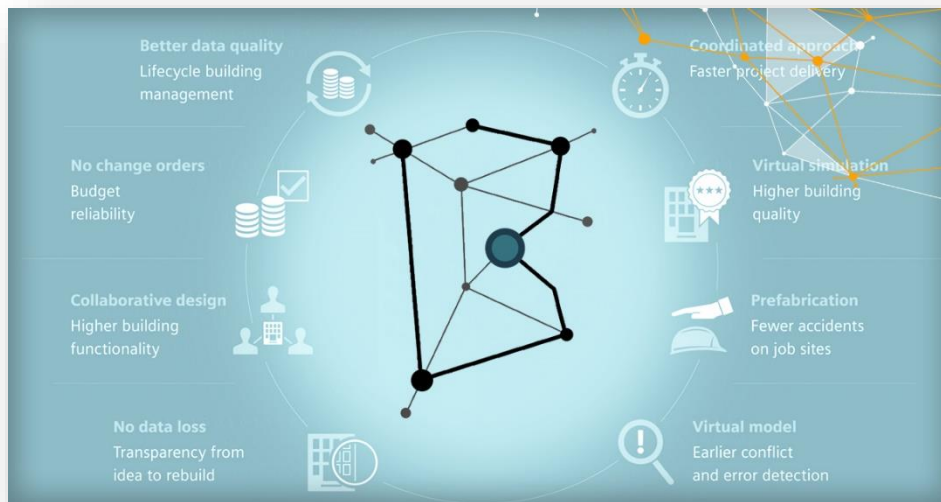 Better data quality
Lifecycle building
management
No change orders
Budget
reliability
Collaborative design
Higher building
functionality
No data loss
Transparency from
idea to rebuild
Coordinated approach
Faster project delivery
Virtual simulation
Higher building
quality
Prefabrication
Fewer accidents
on job sites
Virtual model
Earlier conflict
and error detection